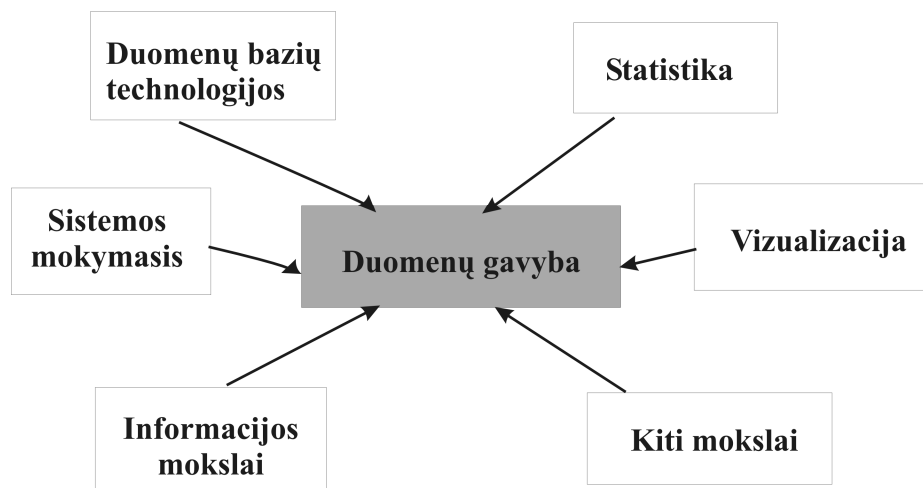 Duomenų bazių
technologijos
Statistika
Sistemos
mokymasis
Duomenų gavyba
Vizualizacija
Informacijos
mokslai
Kiti mokslai